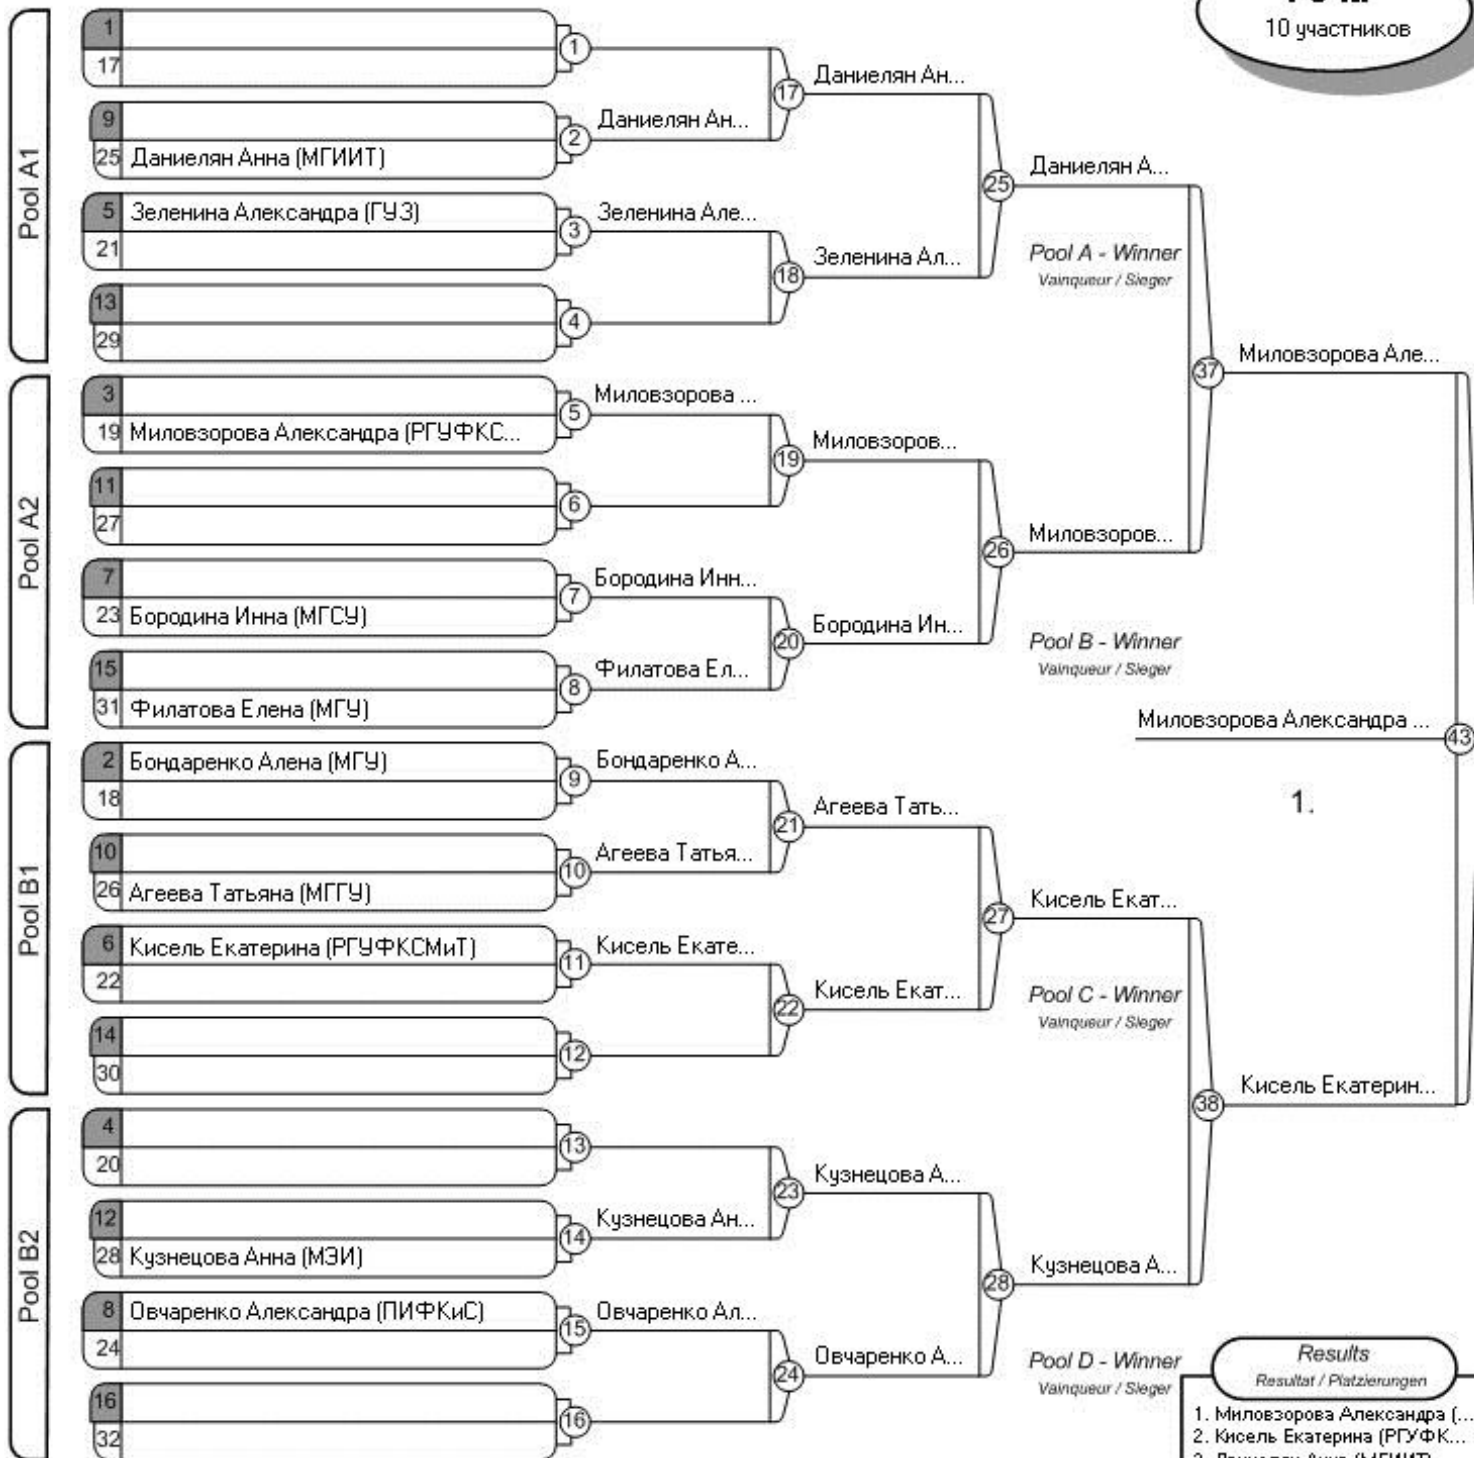 10 участников
Pool A1
1
17
1
9
25 Даниелян Анна (МГИИТ)
2
Даниелян Ан...
17
Даниелян Ан...
5 Зеленина Александра (ГУЗ)
21
3
Зеленина Але...
13
29
4
18
Зеленина Ал...
25
Даниелян А...
Pool A - Winner
Vainqueur / Sieger
Pool A2
3
19 Миловзорова Александра (РГУФКС...
5
Миловзорова ...
11
27
6
19
Миловзоров...
7
23 Бородина Инна (МГСУ)
7
Бородина Инн...
15
31 Филатова Елена (МГУ)
8
Филатова Ел...
20
Бородина Ин...
26
Миловзоров...
Pool B - Winner
Vainqueur / Sieger
37
Миловзорова Але...
Миловзорова Александра ...
43
1.
Pool B1
2 Бондаренко Алена (МГУ)
18
9
Бондаренко А...
10
26 Агеева Татьяна (МГГУ)
10
Агеева Татья...
21
Агеева Тать...
6 Кисель Екатерина (РГУФКСМиТ)
22
11
Кисель Екате...
14
30
12
22
Кисель Екат...
27
Кисель Екат...
Pool C - Winner
Vainqueur / Sieger
38
Кисель Екатерин...
Pool B2
4
20
13
12
28 Кузнецова Анна (МЭИ)
14
Кузнецова Ан...
23
Кузнецова А...
8 Овчаренко Александра (ПИФКиС)
24
15
Овчаренко Ал...
16
32
16
24
Овчаренко А...
28
Кузнецова А...
Pool D - Winner
Vainqueur / Sieger
Results
Resultat / Platzierungen
1. Миловзорова Александра (...
2. Кисель Екатерина (РГУФК...
3. Даниелян Анна (МГИИТ)